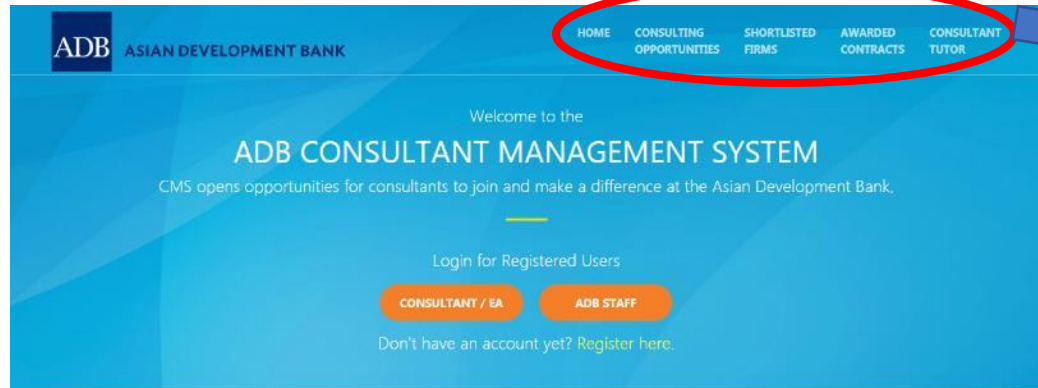 ADB ASIAN DEVELOPMENT BANK
HOME
CONSULTING
OPPORTUNITIES
SHORTLISTED
FIRMS
AWARDED
CONTRACTS
CONSULTANT
TUTOR
Welcome to the
ADB CONSULTANT MANAGEMENT SYSTEM
CMS opens opportunities for consultants to join and make a difference at the Asian Development Bank.
Login for Registered Users
CONSULTANT / EA
ADB STAFF
Don't have an account yet? Register here.